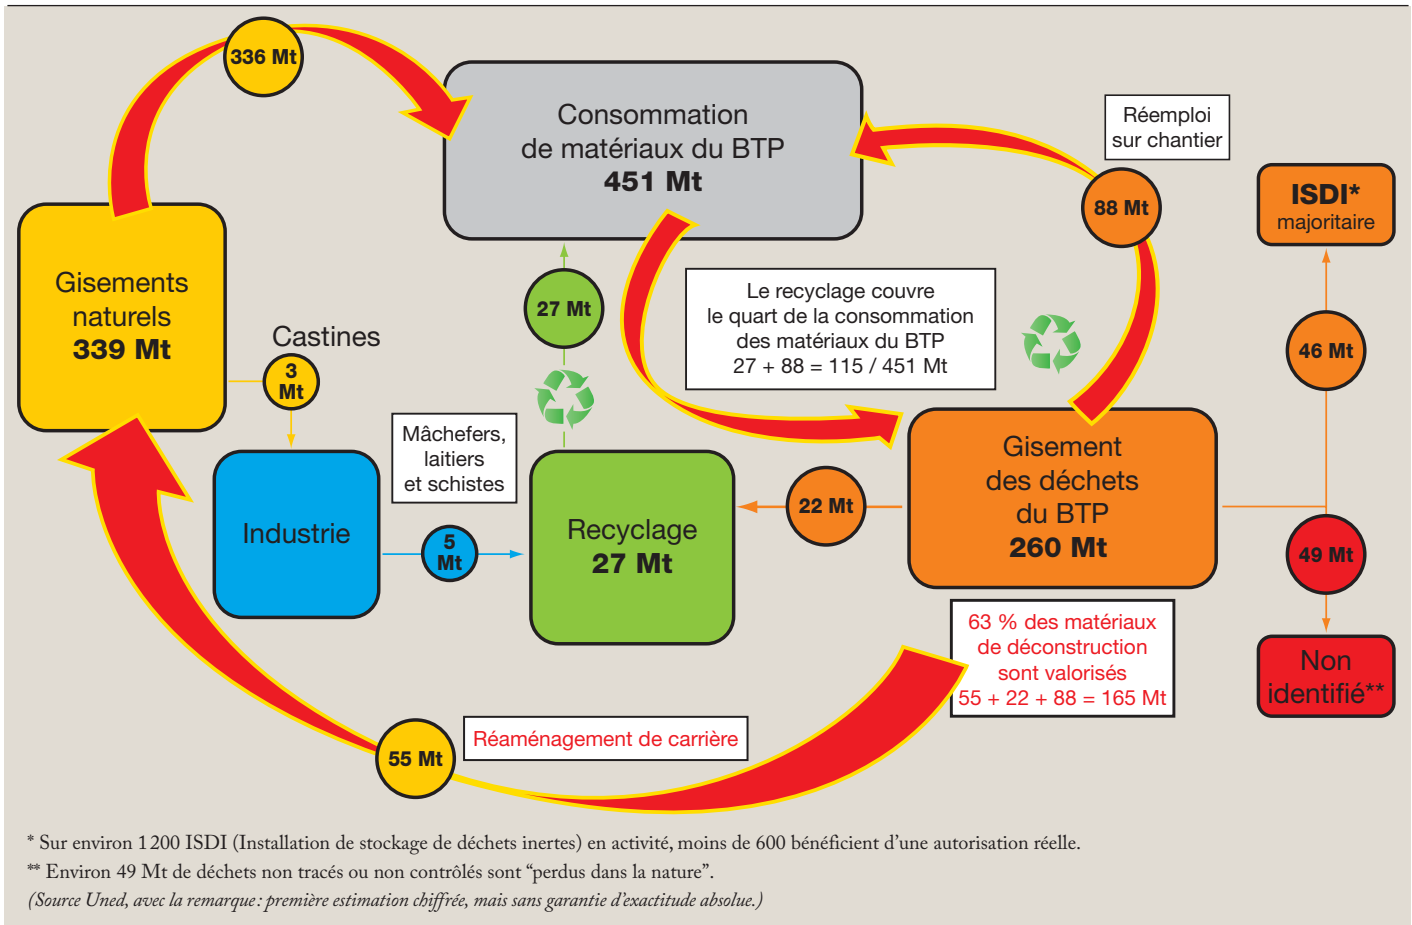 336 Mt
Consommation
de matériaux du BTP
451 Mt
Réemploi
sur chantier
88 Mt
ISDI*
majoritaire
Gisements
naturels
339 Mt
Castines
3
Mt
27 Mt
Le recyclage couvre
le quart de la consommation
des matériaux du BTP
27 + 88 = 115 / 451 Mt
46 Mt
Mâchefers,
laitiers
et schistes
Industrie
5
Mt
Recyclage
27 Mt
22 Mt
Gisement
des déchets
du BTP
260 Mt
49 Mt
63 % des matériaux
de déconstruction
sont valorisés
55 + 22 + 88 = 165 Mt
Non
identifié**
55 Mt
Réaménagement de carrière
* Sur environ 1 200 ISDI (Installation de stockage de déchets inertes) en activité, moins de 600 bénéficient d’une autorisation réelle.
** Environ 49 Mt de déchets non tracés ou non contrôlés sont “perdus dans la nature”.
(Source Uned, avec la remarque : première estimation chiffrée, mais sans garantie d’exactitude absolue.)